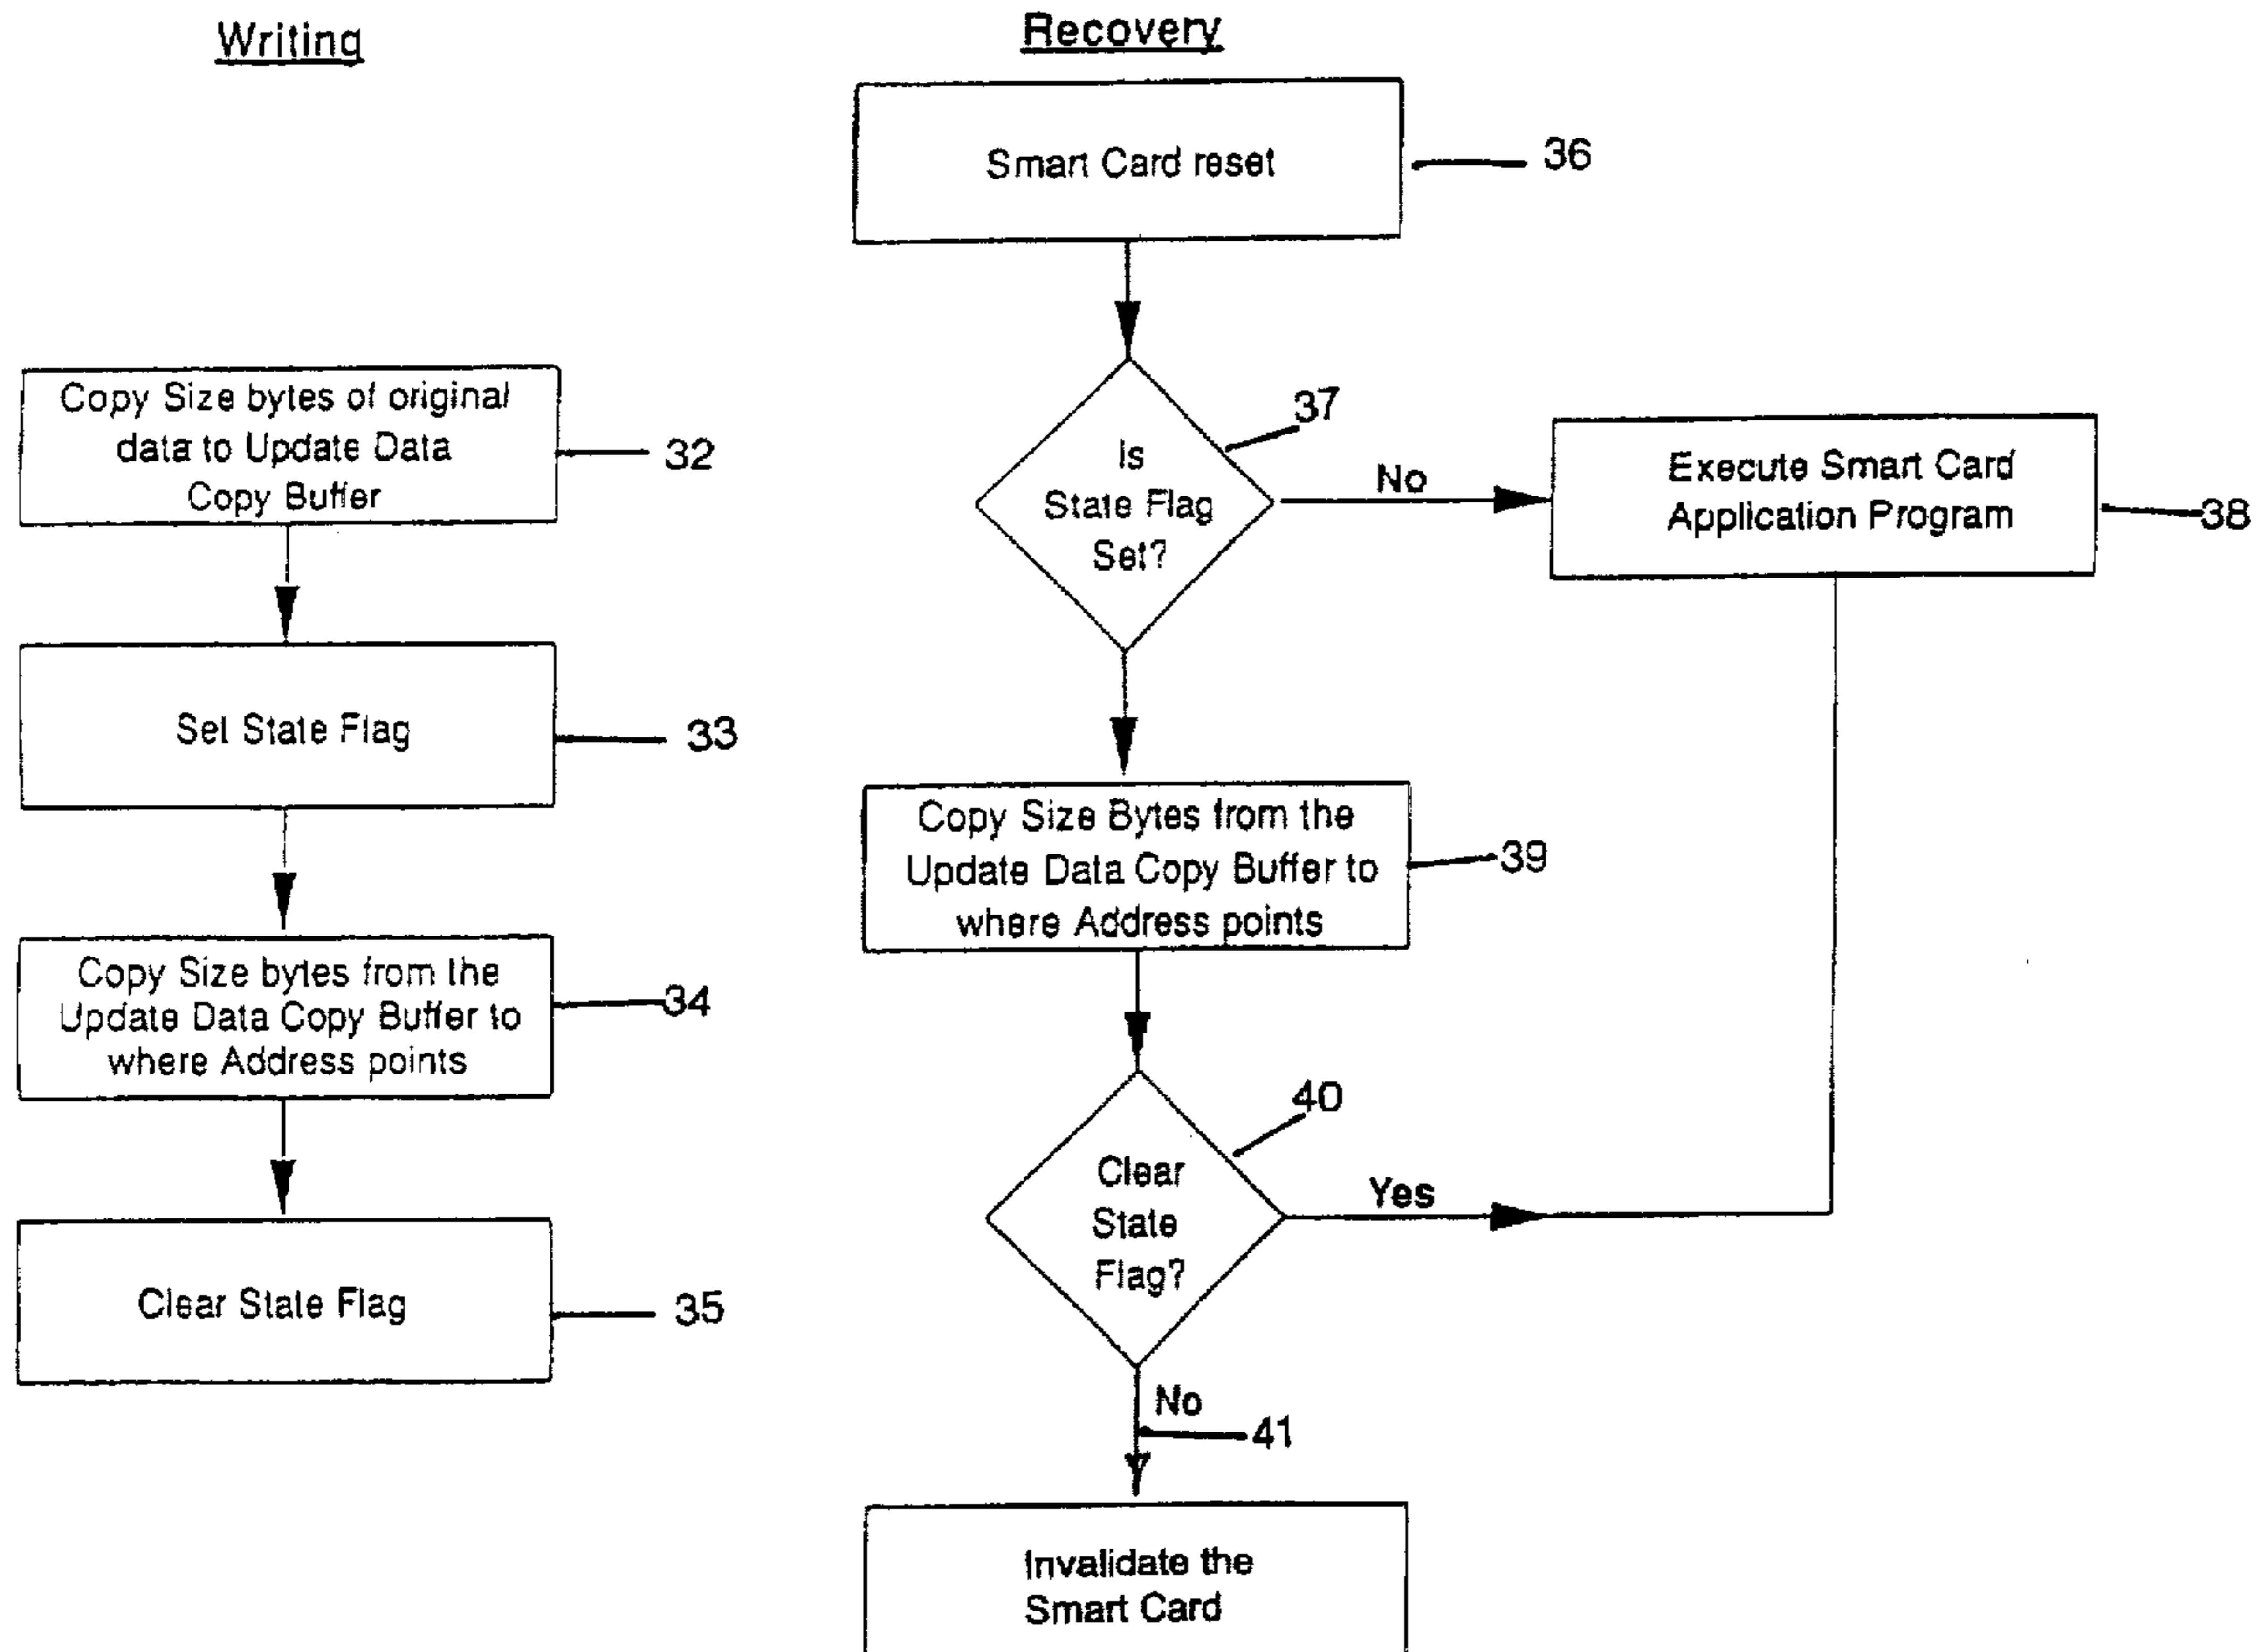 Writing
Copy Size bytes of original
data to Update Data
Copy Buffer
32
Set State Flag
33
Copy Size bytes from the
Update Data Copy Buffer to
where Address points
34
Clear State Flag
35
Recovery
Smart Card reset
36
Is
State Flag
Set?
37
No
Execute Smart Card
Application Program
38
Copy Size Bytes from the
Update Data Copy Buffer to
where Address points
39
Clear
State
Flag?
40
Yes
No
41
Invalidate the
Smart Card